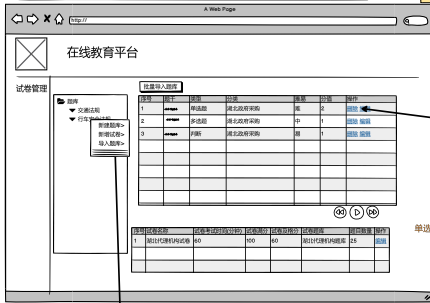 A Web Page
http://
在线教育平台
试卷管理
批量导入题库
题库
交通法规
新建题库>
新增试卷>
导入题库>
序号 题干 类型 分类 难易 分值 操作
1 单选题 湖北政府采购 2 删除 编辑
2 多选题 湖北政府采购 中 1 删除 编辑
3 判断 湖北政府采购 易 1 删除 编辑
单选
序号 试卷名称 试卷考试时间(分钟) 试卷满分 试卷及格分 试卷题库 题目数量 操作
1 湖北代理机构试卷 60 100 60 湖北代理机构题库 25 编辑